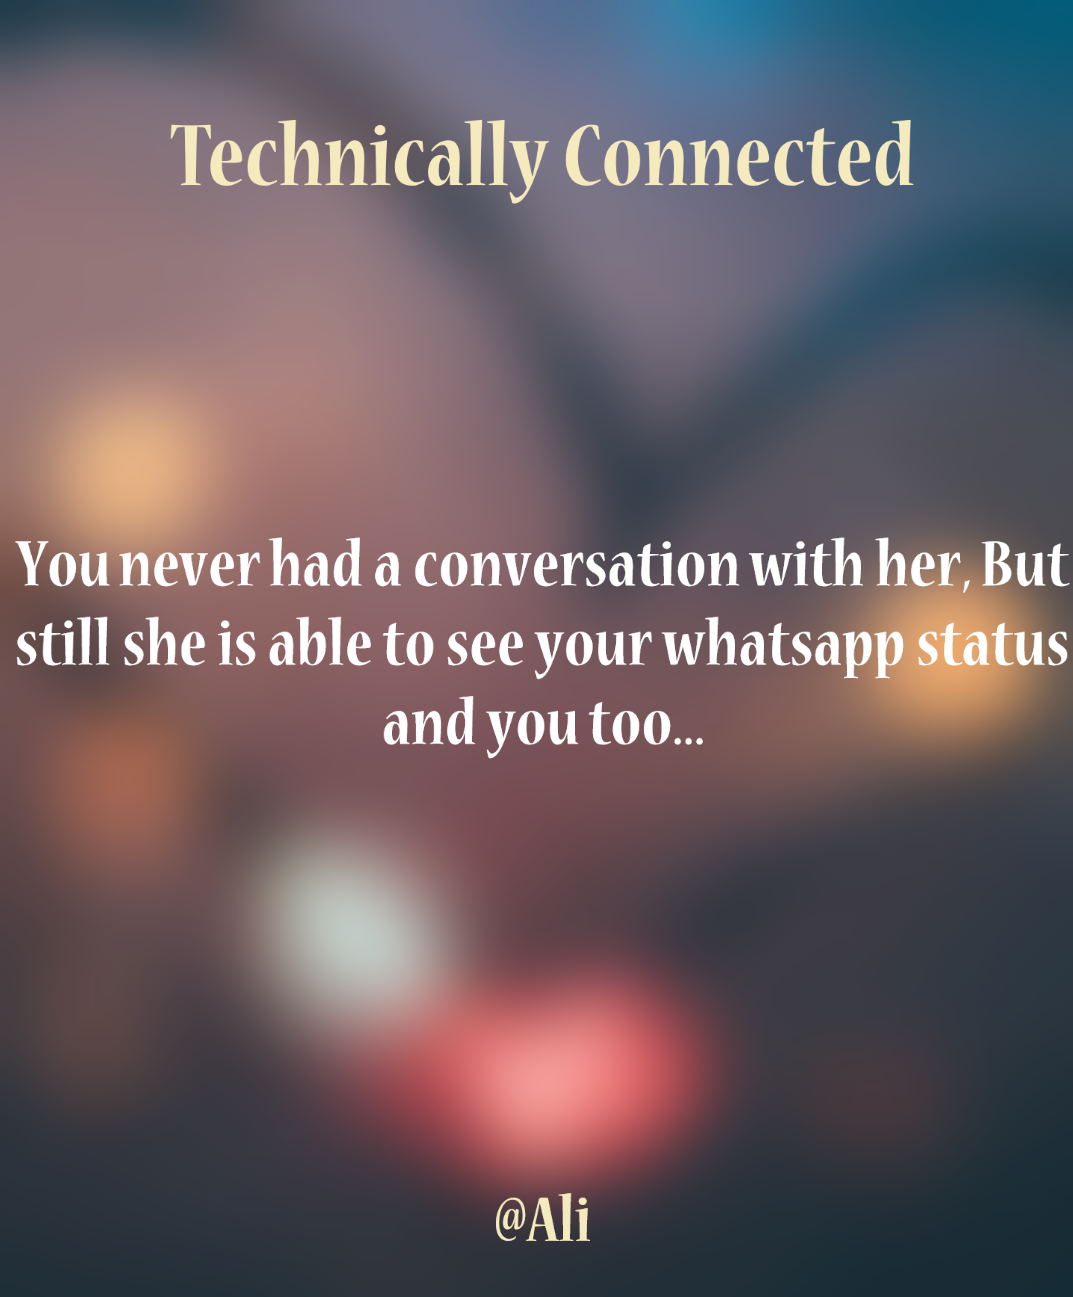 Technically Connected
You never had a conversation with her, But
still she is able to see your whatsapp status
and you too...
@Ali